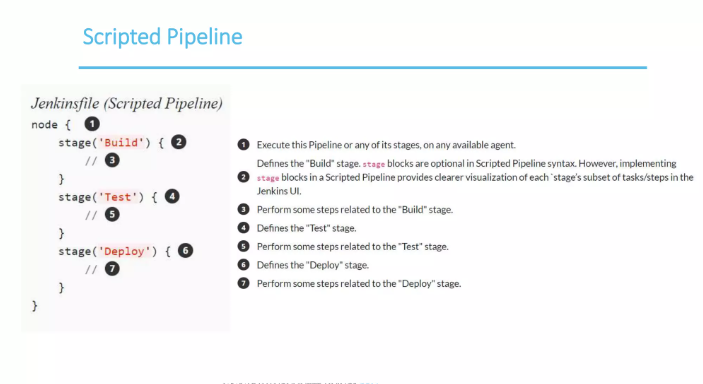 Scripted Pipeline
Jenkinsfile (Scripted Pipeline)
node { 1
stage('Build') { 2
// 3
}
stage('Test') { 4
// 5
}
stage('Deploy') { 6
// 7
}
}
1 Execute this Pipeline or any of its stages, on any available agent.
Defines the "Build" stage. stage blocks are optional in Scripted Pipeline syntax. However, implementing
2 stage blocks in a Scripted Pipeline provides clearer visualization of each `stage's subset of tasks/steps in the
Jenkins UI.
3 Perform some steps related to the "Build" stage.
4 Defines the "Test" stage.
5 Perform some steps related to the "Test" stage.
6 Defines the "Deploy" stage.
7 Perform some steps related to the "Deploy" stage.